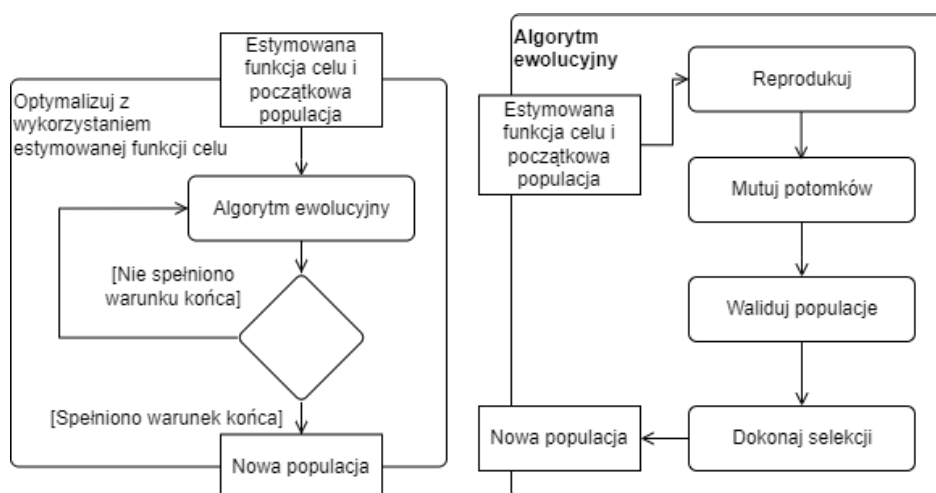 Estymowana
funkcja celu i
początkowa
populacja
Optymalizuj z
wykorzystaniem
estymowanej funkcji celu
Algorytm ewolucyjny
[Nie spełniono
warunku końca]
[Spełniono warunek końca]
Nowa populacja
Algorytm
ewolucyjny
Estymowana
funkcja celu i
początkowa
populacja
Reprodukuj
Mutuj potomków
Waliduj populacje
Dokonaj selekcji
Nowa populacja